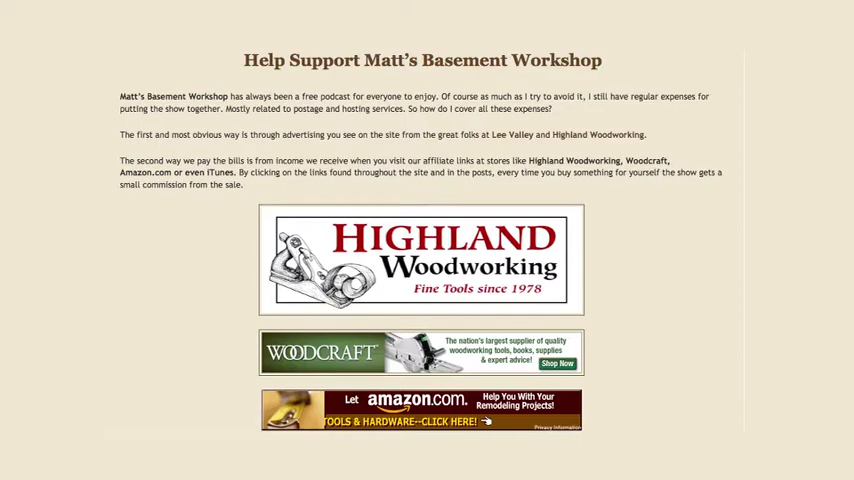 Help Support Matt's Basement Workshop
Matt's Basement Workshop has always been a free podcast for everyone to enjoy. Of course as much as I try to avoid it, I still have regular expenses for
putting the show together. Mostly related to postage and hosting services. So how do I cover all these expenses?
The first and most obvious way is through advertising you see on the site from the great folks at Lee Valley and Highland Woodworking.
The second way we pay the bills is from income we receive when you visit our affiliate links at stores like Highland Woodworking, Woodcraft,
Amazon.com or even iTunes. By clicking on the links found throughout the site and in the posts, every time you buy something for yourself the show gets a
small commission from the sale.
HIGHLAND
Woodworking
Fine Tools since 1978
WOODCRAFT
The nation's largest supplier of quality
woodworking tools, books, supplies
& expert advice!
Shop Now
Let amazon.com. Help You With Your
Remodeling Projects!
TOOLS & HARDWARE--CLICK HERE!
Privacy Information